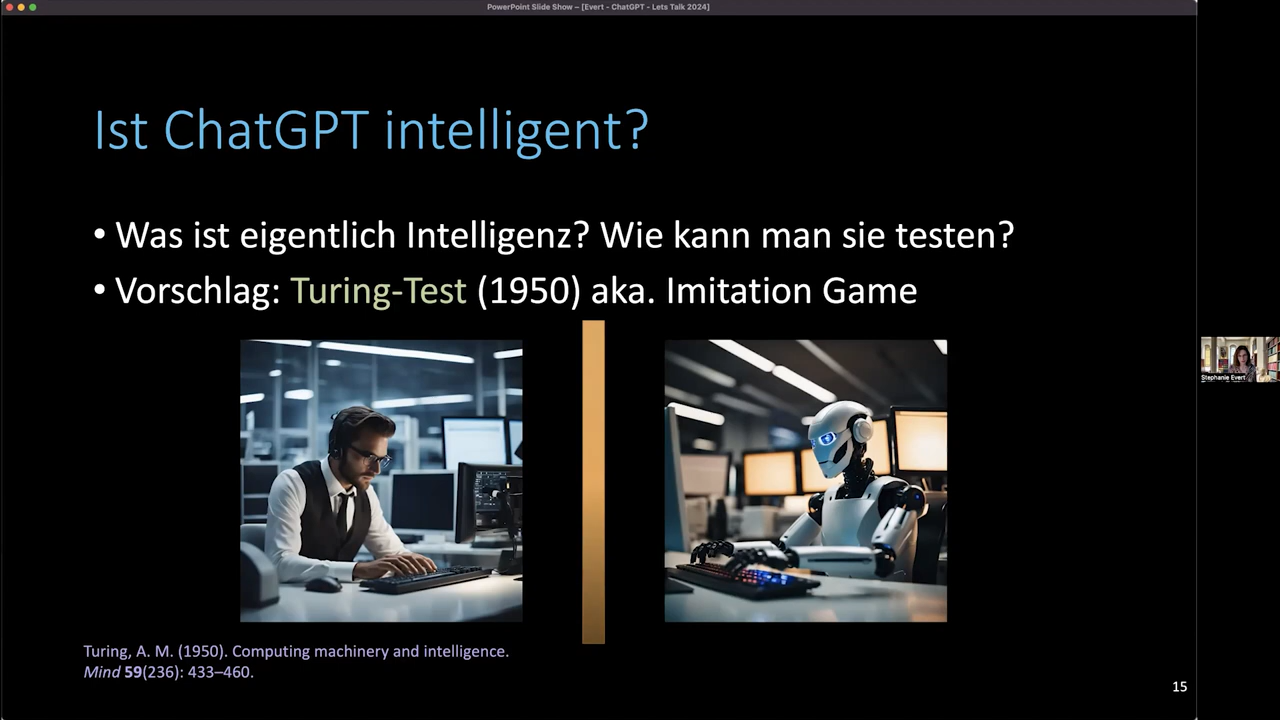 PowerPoint Slide Show – [Evert - ChatGPT - Lets Talk 2024]
Ist ChatGPT intelligent?
• Was ist eigentlich Intelligenz? Wie kann man sie testen?
• Vorschlag: Turing-Test (1950) aka. Imitation Game
Stephanie Evert
Turing, A. M. (1950). Computing machinery and intelligence.
Mind 59(236): 433–460.
15